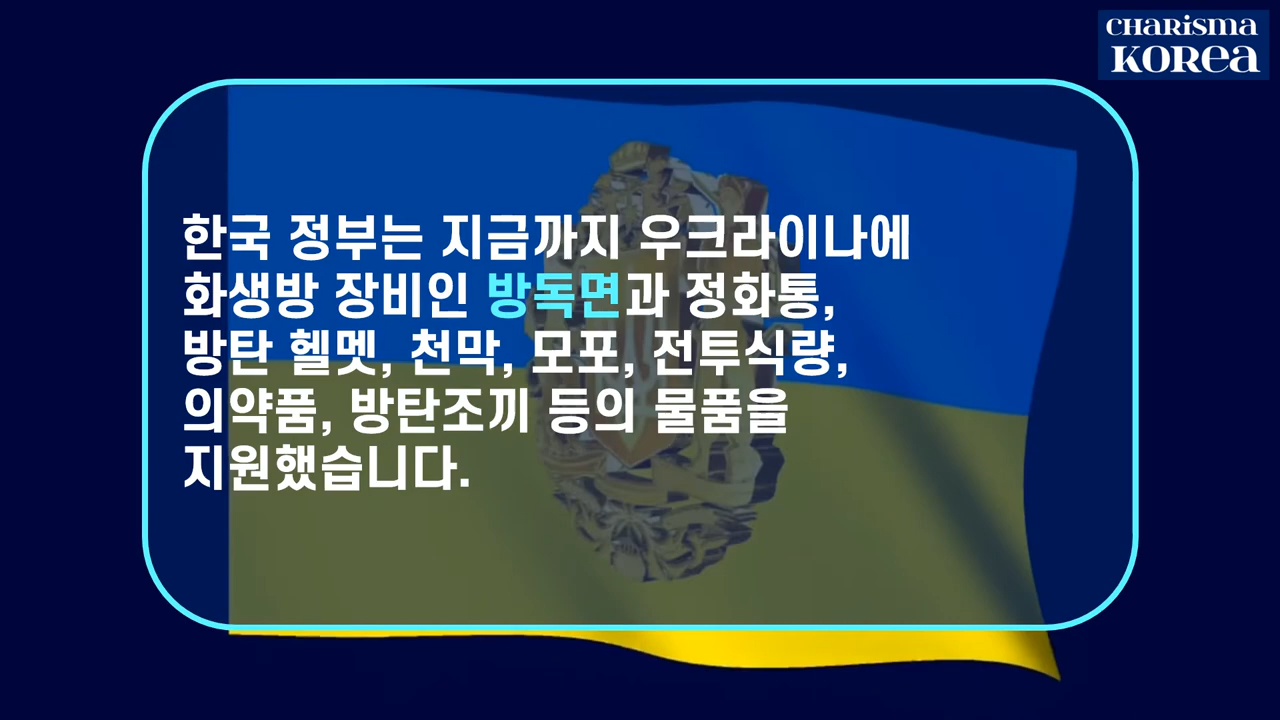 CHARISMA
KOREA
한국 정부는 지금까지 우크라이나에
화생방 장비인 방독면과 정화통,
방탄 헬멧, 천막, 모포, 전투식량,
의약품, 방탄조끼 등의 물품을
지원했습니다.